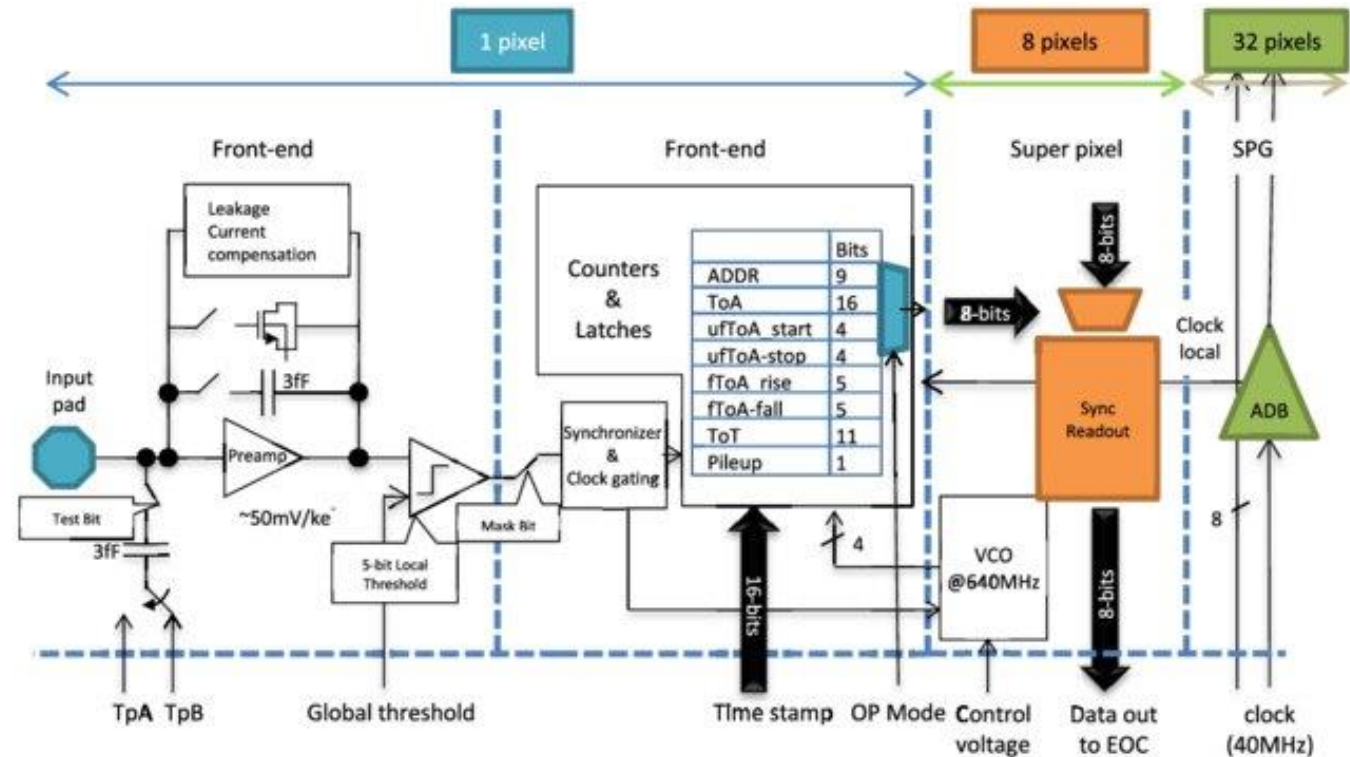 1 pixel
8 pixels
32 pixels
Front-end
Front-end
Super pixel
SPG
Leakage
Current
compensation
3fF
Input
pad
Preamp
~50mV/ke-
Test Bit
3fF
5-bit Local
Threshold
Mask Bit
Synchronizer
&
Clock gating
Counters
&
Latches
Bits
ADDR 9
ToA 16
ufToA_start 4
ufToA-stop 4
fToA_rise 5
fToA-fall 5
ToT 11
Pileup 1
8-bits
8-bits
Sync
Readout
Clock
local
ADB
8
4
VCO
@640MHz
16-bits
8-bits
TpA TpB
Global threshold
Time stamp
OP Mode
Control
voltage
Data out
to EOC
clock
(40MHz)